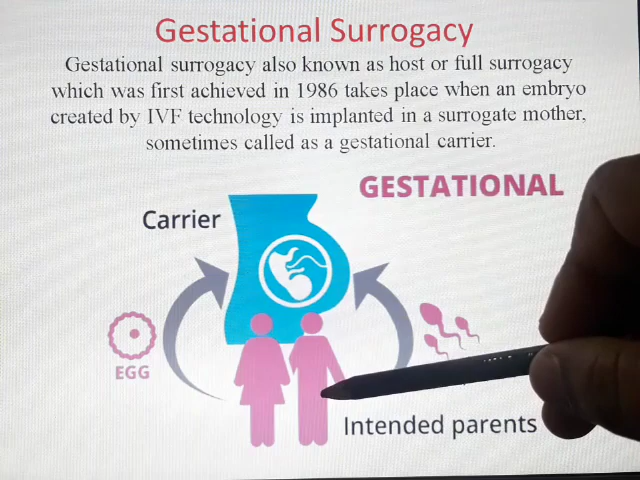 Gestational Surrogacy
Gestational surrogacy also known as host or full surrogacy
which was first achieved in 1986 takes place when an embryo
created by IVF technology is implanted in a surrogate mother,
sometimes called as a gestational carrier.
GESTATIONAL
Carrier
EGG
Intended parents